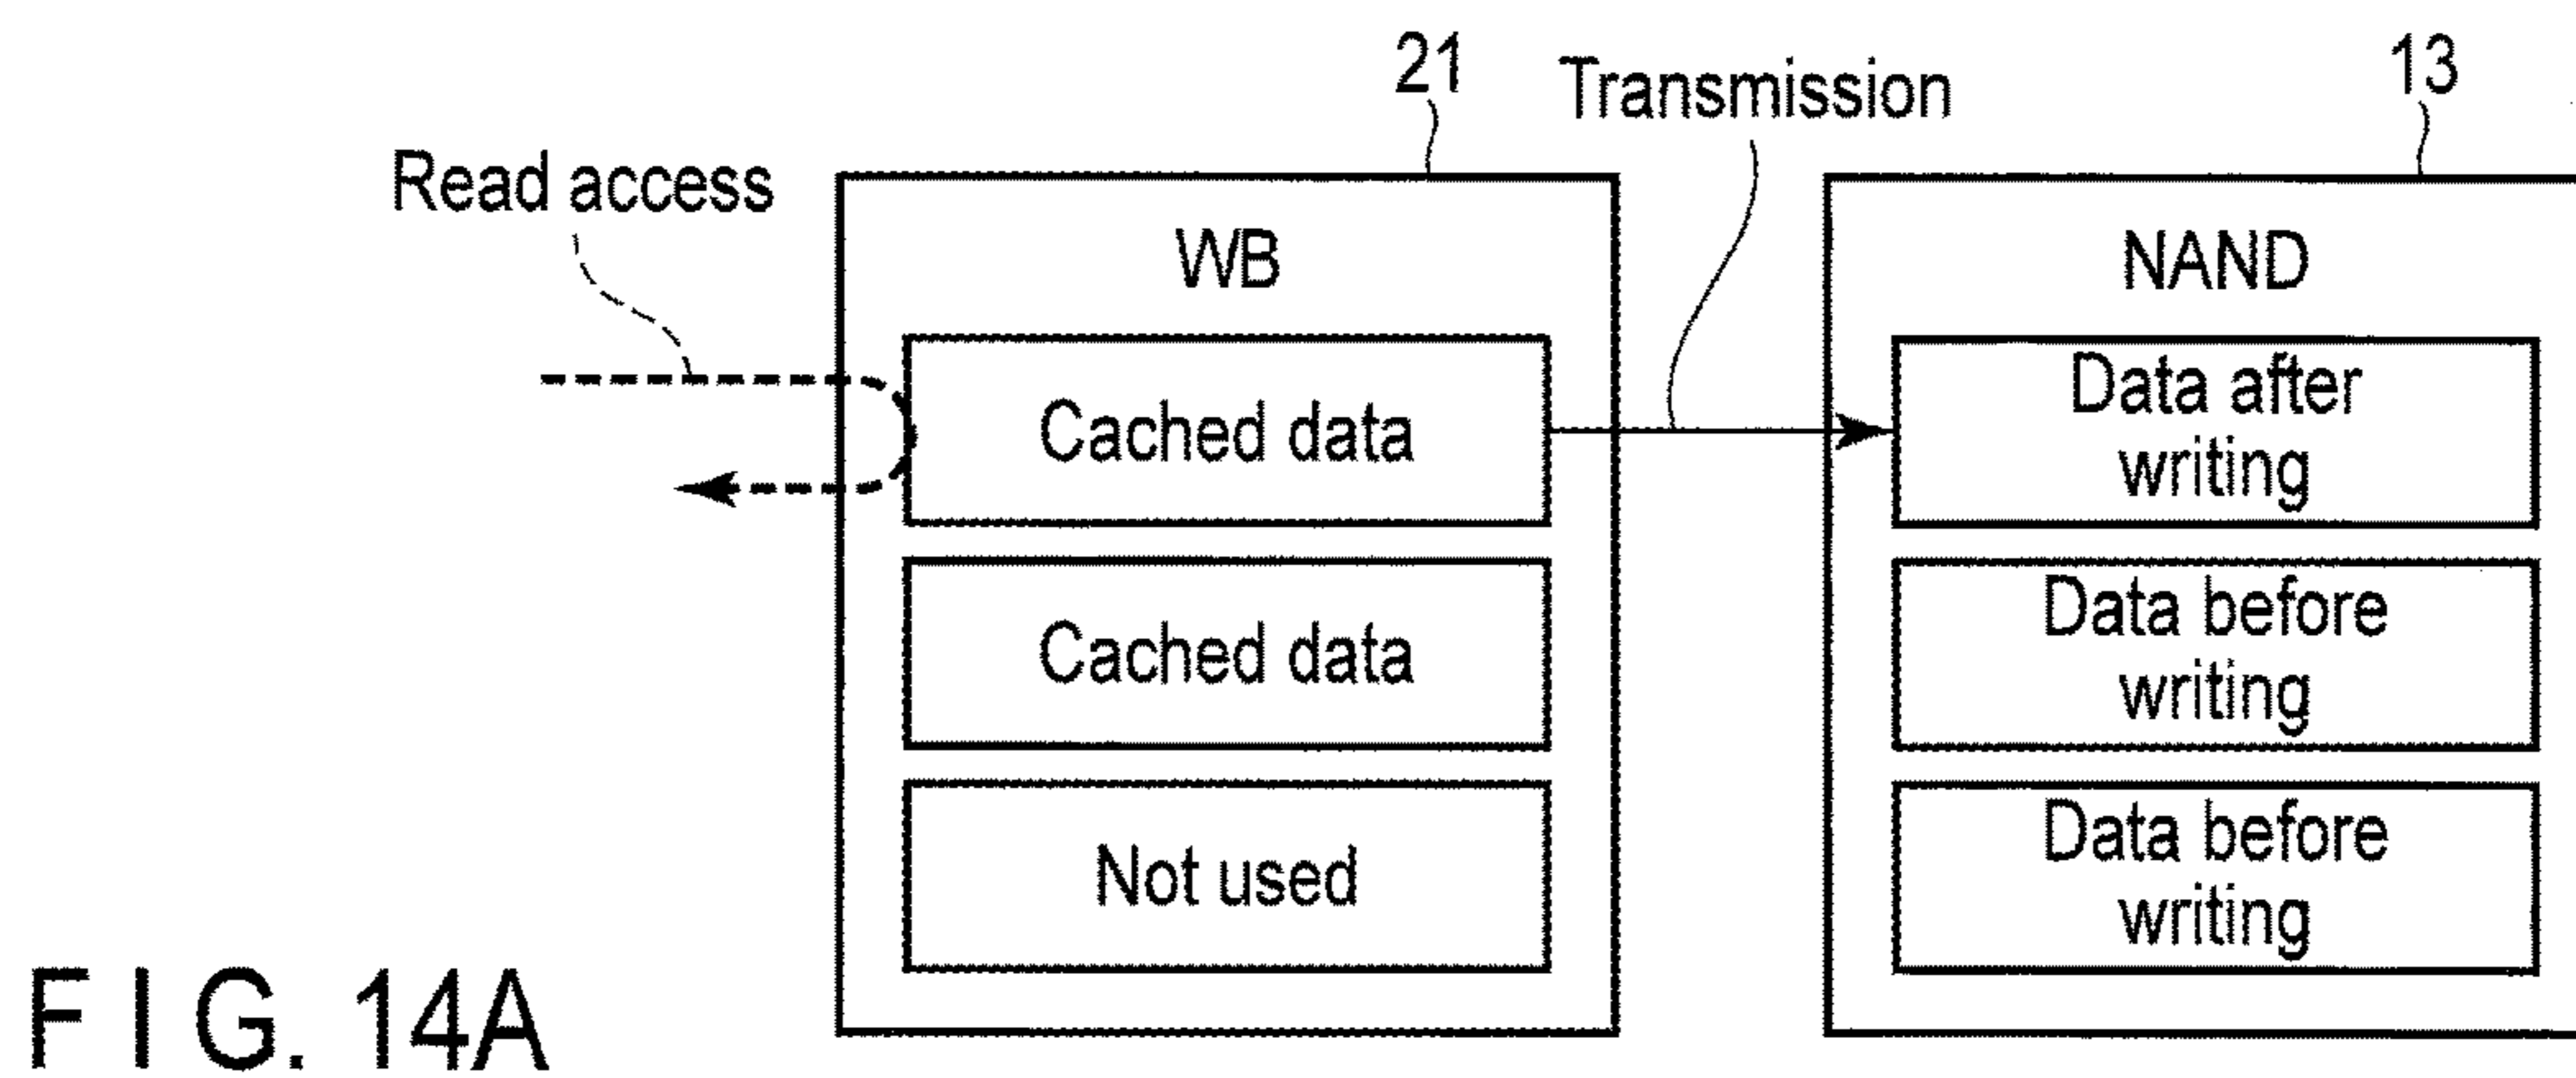 21
Transmission
13
Read access
WB
NAND
Cached data
Data after
writing
Cached data
Data before
writing
Not used
Data before
writing
F I G. 14A